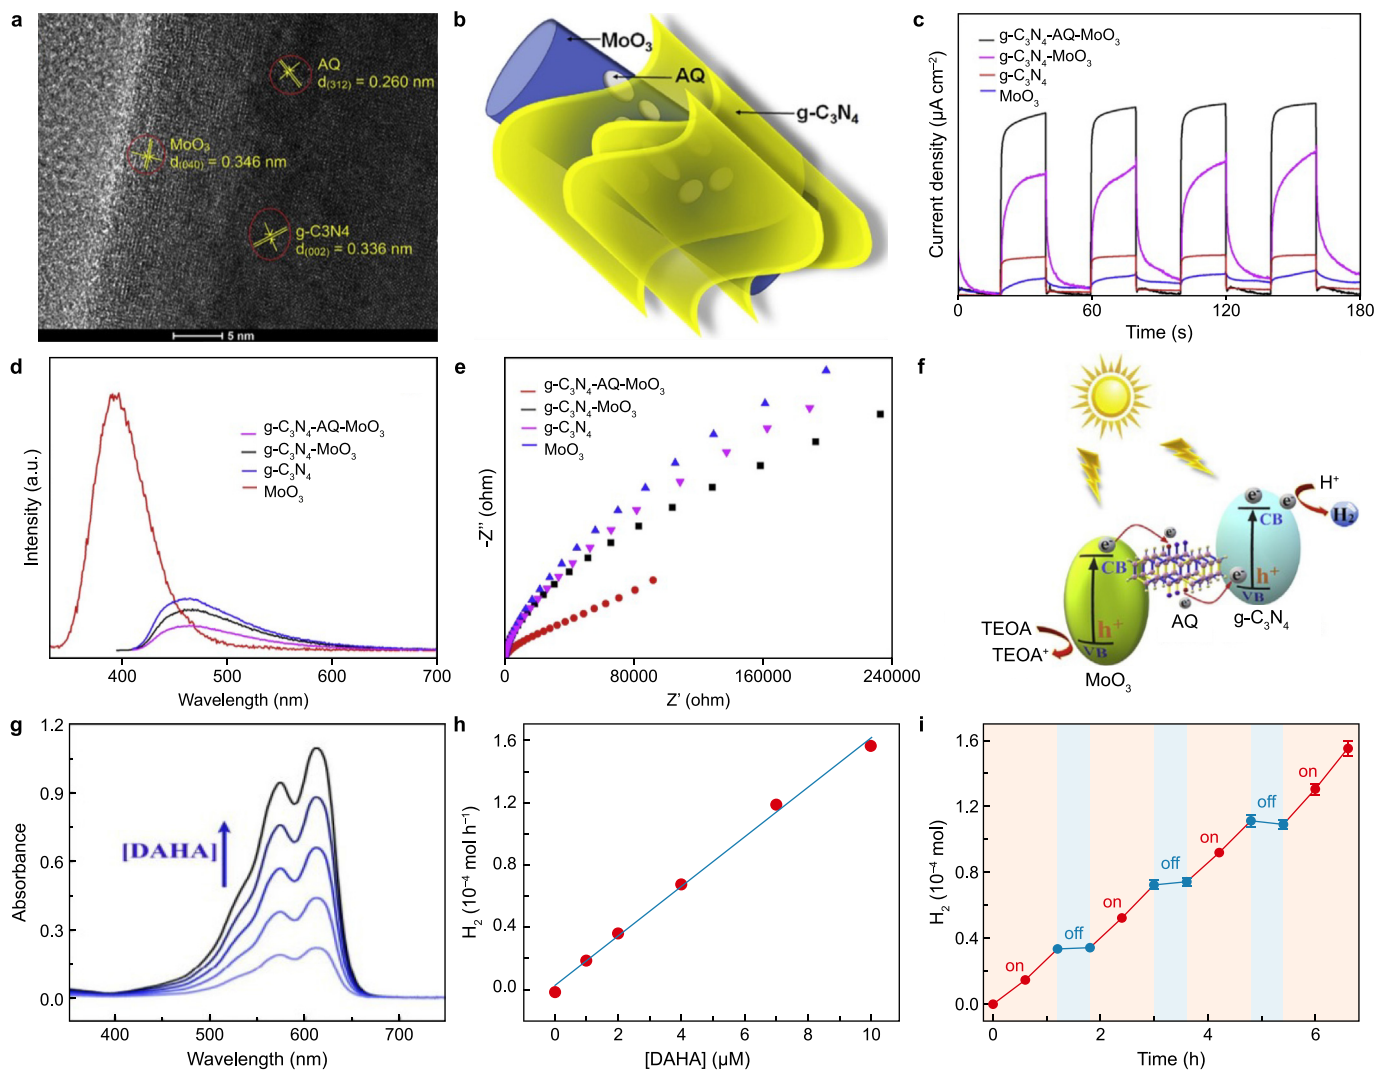 a
AQ
d(312) = 0.260 nm
MoO3
d(040) = 0.346 nm
g-C3N4
d(002) = 0.336 nm
5 nm
b
MoO₃
AQ
g-C₃N₄
c
g-C₃N₄-AQ-MoO₃
g-C₃N₄-MoO₃
g-C₃N₄
MoO₃
Current density (µA cm⁻²)
0
60
120
180
Time (s)
d
g-C₃N₄-AQ-MoO₃
g-C₃N₄-MoO₃
g-C₃N₄
MoO₃
Intensity (a.u.)
400
500
600
700
Wavelength (nm)
e
g-C₃N₄-AQ-MoO₃
g-C₃N₄-MoO₃
g-C₃N₄
MoO₃
-Z'' (ohm)
0
80000
160000
240000
Z' (ohm)
f
e⁻
e⁻
H⁺
H₂
CB
e⁻
e⁻
CB
e⁻
h⁺
VB
e⁻
g-C₃N₄
AQ
TEOA
h⁺
VB
TEOA⁺
MoO₃
g
1.2
0.9
0.6
0.3
0.0
Absorbance
[DAHA]
400
500
600
700
Wavelength (nm)
h
1.6
1.2
0.8
0.4
0.0
H₂ (10⁻⁴ mol h⁻¹)
0
2
4
6
8
10
[DAHA] (µM)
i
1.6
1.2
0.8
0.4
0.0
H₂ (10⁻⁴ mol)
on
off
on
off
on
off
on
0
2
4
6
Time (h)